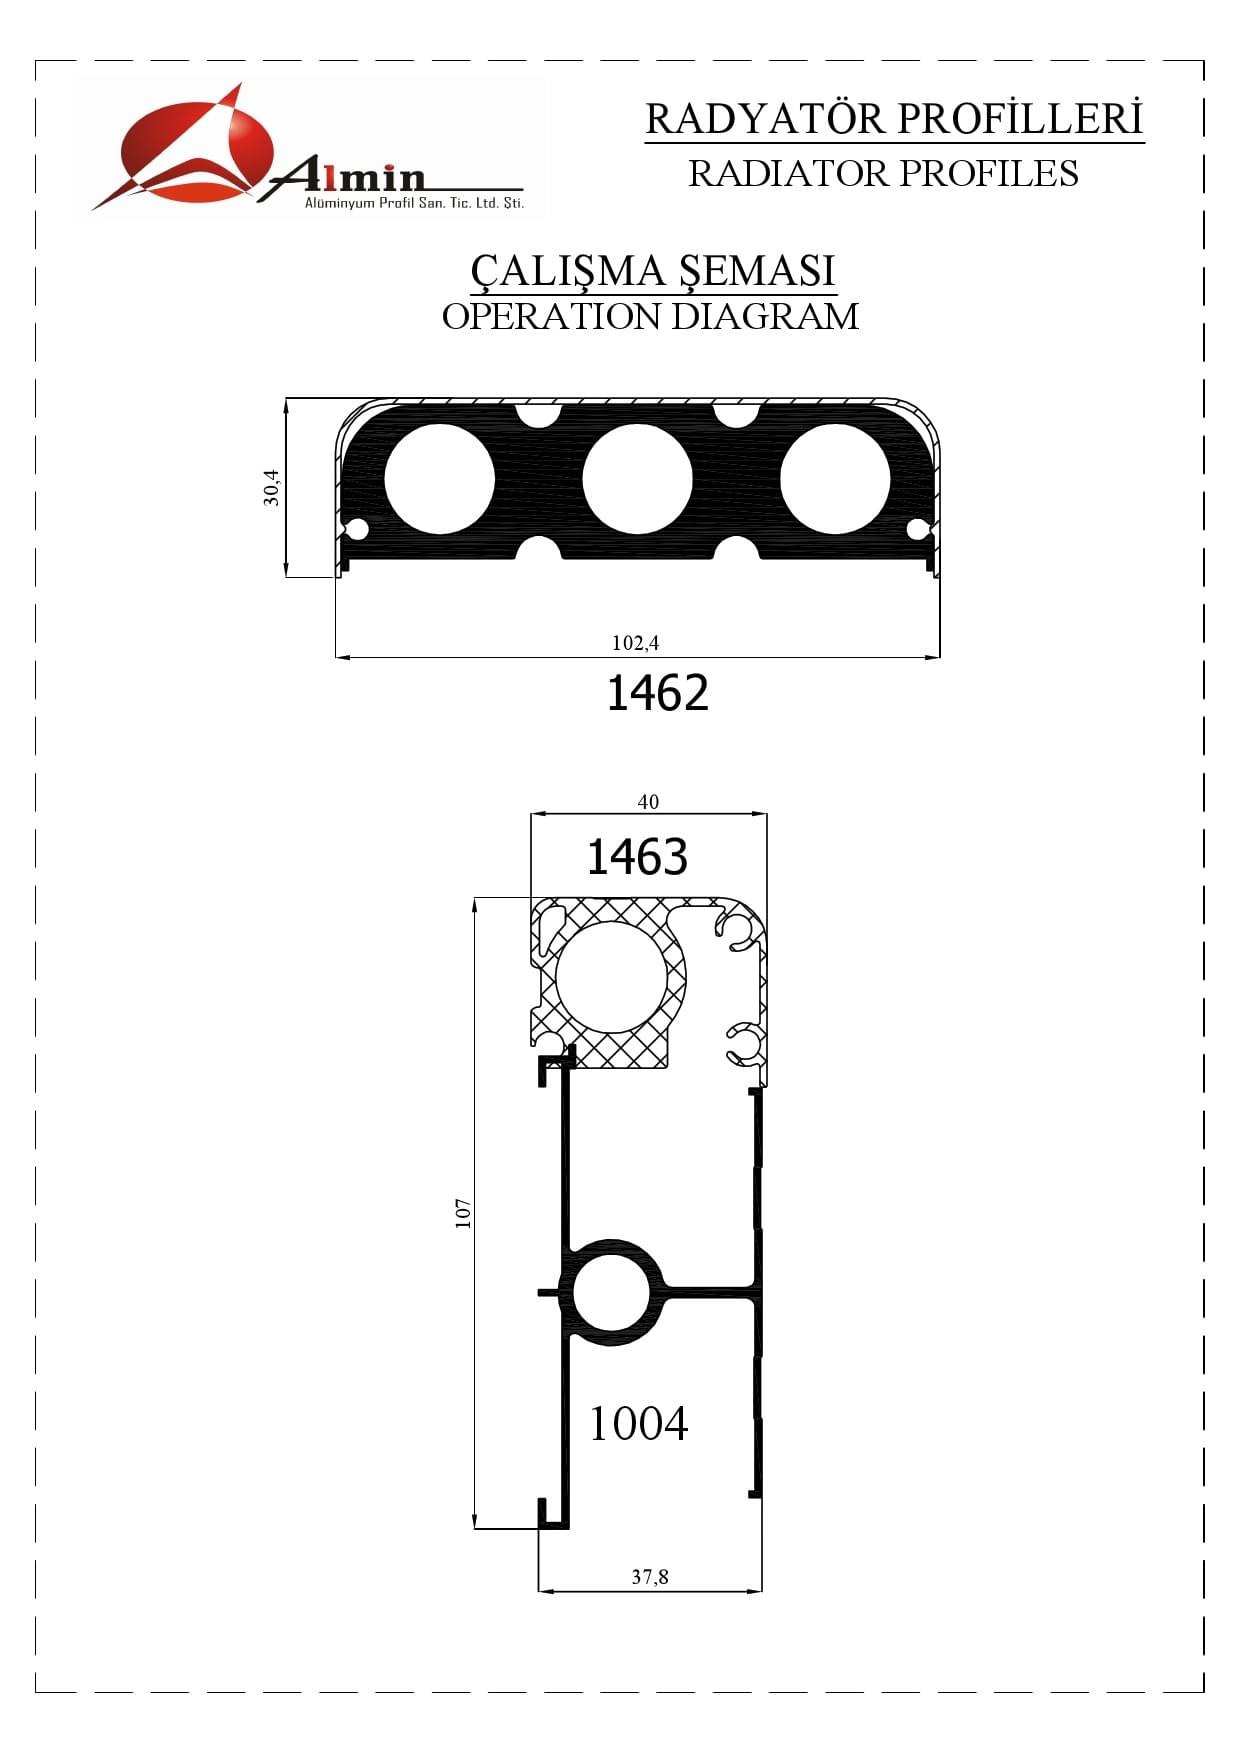 Almin
Alüminyum Profil San. Tic. Ltd. Şti.
RADYATÖR PROFİLLERİ
RADIATOR PROFILES
ÇALIŞMA ŞEMASI
OPERATION DIAGRAM
30,4
102,4
1462
40
1463
107
1004
37,8